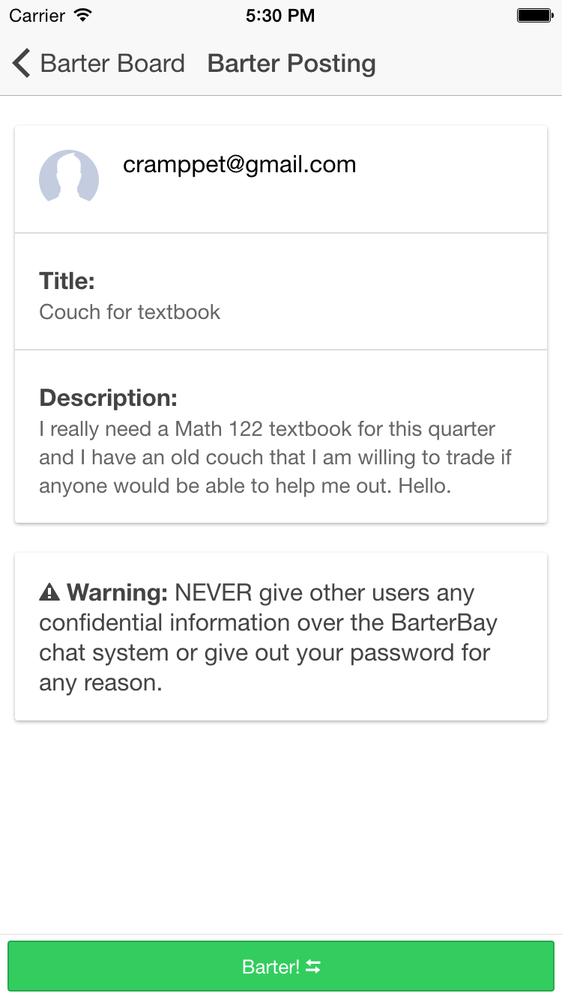 Carrier 5:30 PM
Barter Board Barter Posting
cramppet@gmail.com
Title:
Couch for textbook
Description:
I really need a Math 122 textbook for this quarter
and I have an old couch that I am willing to trade if
anyone would be able to help me out. Hello.
Warning: NEVER give other users any
confidential information over the BarterBay
chat system or give out your password for
any reason.
Barter!